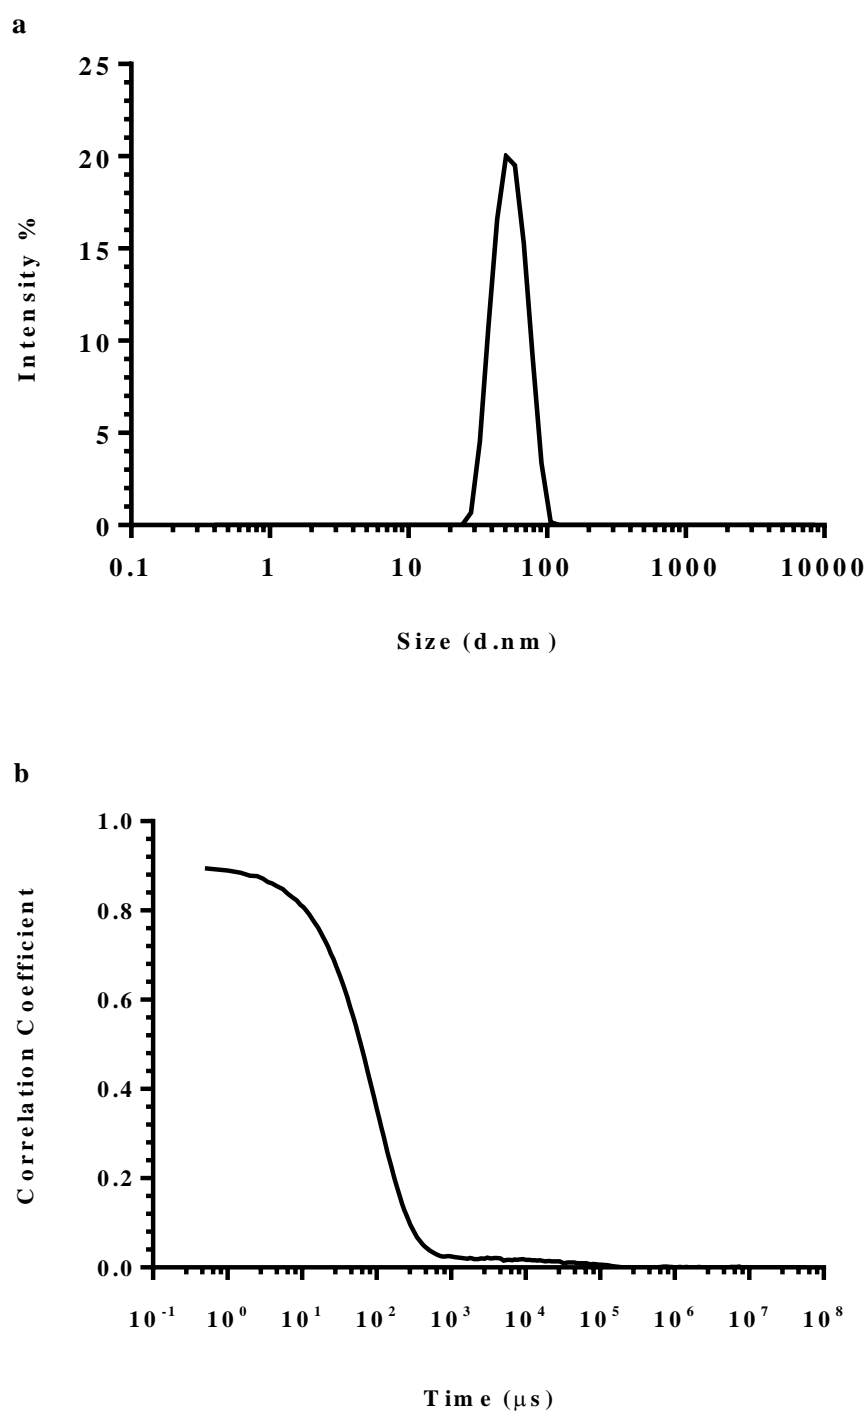 a
25
20
15
10
5
0
Intensity %
0.1 1 10 100 1000 10000
Size (d.nm)
b
1.0
0.8
0.6
0.4
0.2
0.0
Correlation Coefficient
10⁻¹ 10⁰ 10¹ 10² 10³ 10⁴ 10⁵ 10⁶ 10⁷ 10⁸
Time (µs)